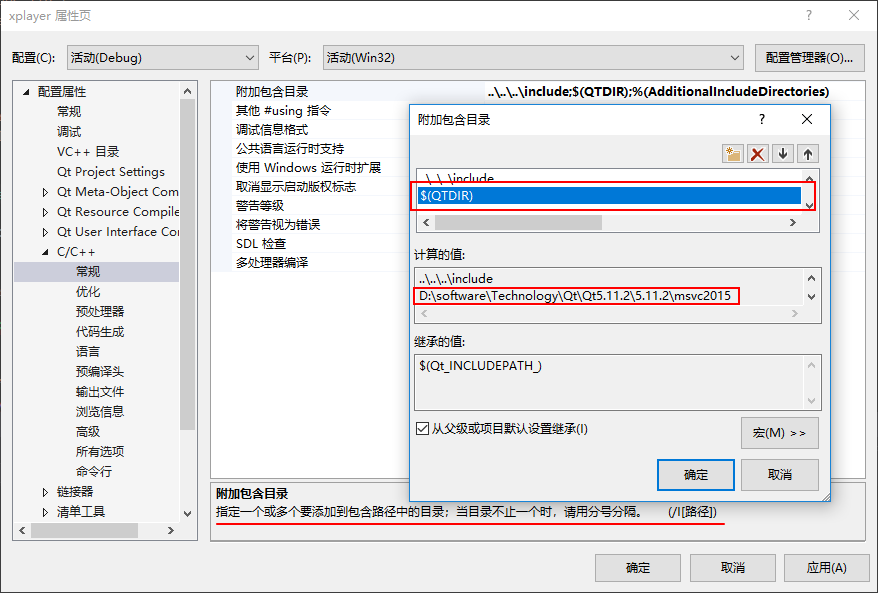 xplayer 属性页
配置(C): 活动(Debug) 平台(P): 活动(Win32) 配置管理器(O)...
配置属性
常规
调试
VC++ 目录
Qt Project Settings
Qt Meta-Object Com
Qt Resource Compile
Qt User Interface Cor
C/C++
常规
优化
预处理器
代码生成
语言
预编译头
输出文件
浏览信息
高级
所有选项
命令行
链接器
清单工具
附加包含目录 ..\..\..\include;$(QTDIR);%(AdditionalIncludeDirectories)
其他 #using 指令
调试信息格式
公共语言运行时支持
使用 Windows 运行时扩展
取消显示启动版权标志
警告等级
将警告视为错误
SDL 检查
多处理器编译
附加包含目录
..\..\..\include
$(QTDIR)
计算的值:
..\..\..\include
D:\software\Technology\Qt\Qt5.11.2\5.11.2\msvc2015
继承的值:
$(Qt_INCLUDEPATH_)
从父级或项目默认设置继承(I)
宏(M) >>
确定 取消
附加包含目录
指定一个或多个要添加到包含路径中的目录；当目录不止一个时，请用分号分隔。 (/I[路径])
确定 取消 应用(A)